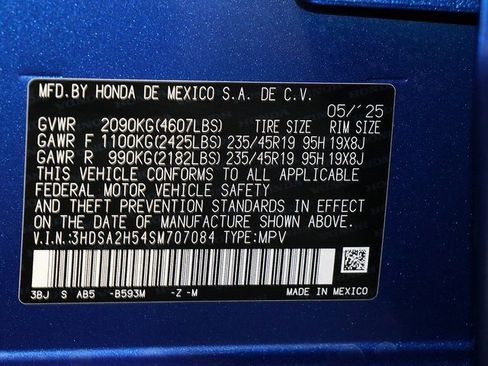 MFD.BY HONDA DE MEXICO S.A. DE C.V.
05/´25
GVWR 2090KG(4607LBS) TIRE SIZE RIM SIZE
GAWR F 1100KG(2425LBS) 235/45R19 95H 19X8J
GAWR R 990KG(2182LBS) 235/45R19 95H 19X8J
THIS VEHICLE CONFORMS TO ALL APPLICABLE
FEDERAL MOTOR VEHICLE SAFETY
AND THEFT PREVENTION STANDARDS IN EFFECT
ON THE DATE OF MANUFACTURE SHOWN ABOVE.
V.I.N:3HDSA2H54SM707084 TYPE:MPV
3BJ S AB5 -B593M -Z -M
MADE IN MEXICO